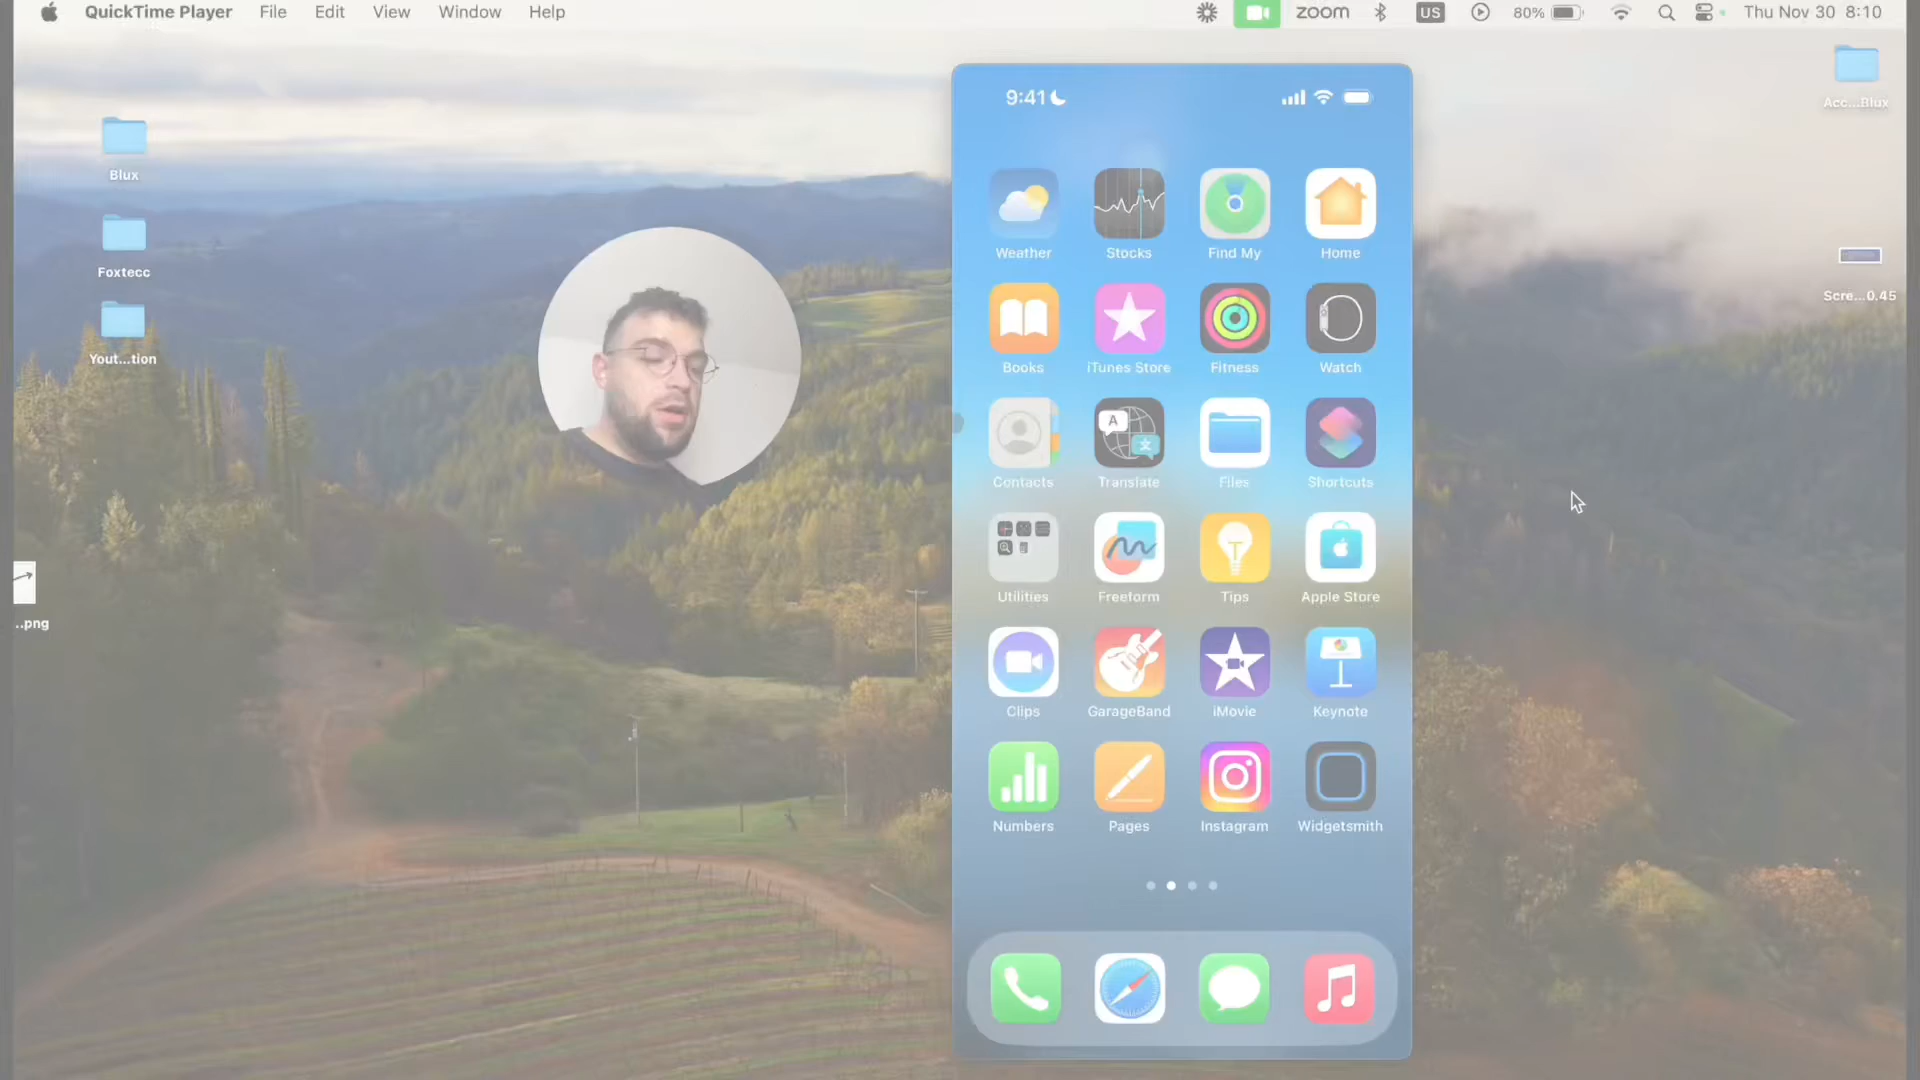 QuickTime Player File Edit View Window Help zoom US 80% Thu Nov 30 8:10
Acc...Blux
Blux
Foxtecc
Yout...tion
..png
Scre...0.45
9:41
Weather Stocks Find My Home
Books iTunes Store Fitness Watch
A
文
Contacts Translate Files Shortcuts
Utilities Freeform Tips Apple Store
Clips GarageBand iMovie Keynote
Numbers Pages Instagram Widgetsmith